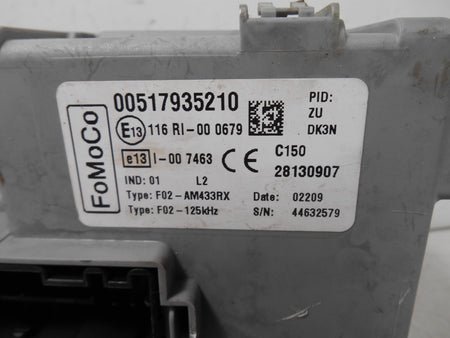 FoMoCo
00517935210
PID:
ZU
DK3N
E13 116 RI-00 0679
e13 I-00 7463 CE
C150
28130907
IND: 01 L2
Type: F02-AM433RX Date: 02209
Type: F02-125kHz S/N: 44632579